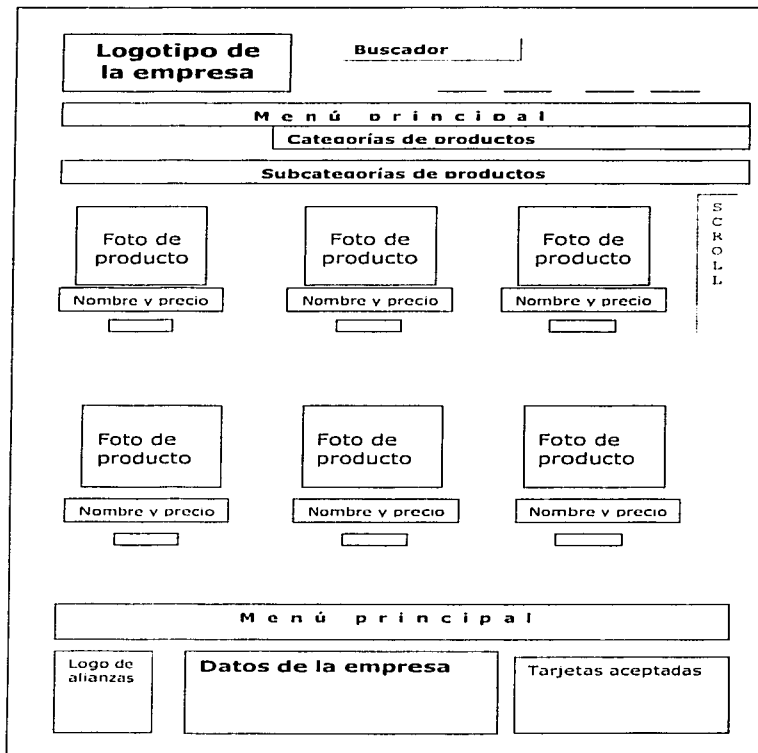 Logotipo de
la empresa
Buscador
Menú principal
Categorías de productos
Subcategorías de productos
SCROLL
Foto de
producto
Foto de
producto
Foto de
producto
Nombre y precio
Nombre y precio
Nombre y precio
Foto de
producto
Foto de
producto
Foto de
producto
Nombre y precio
Nombre y precio
Nombre y precio
Menú principal
Logo de
alianzas
Datos de la empresa
Tarjetas aceptadas